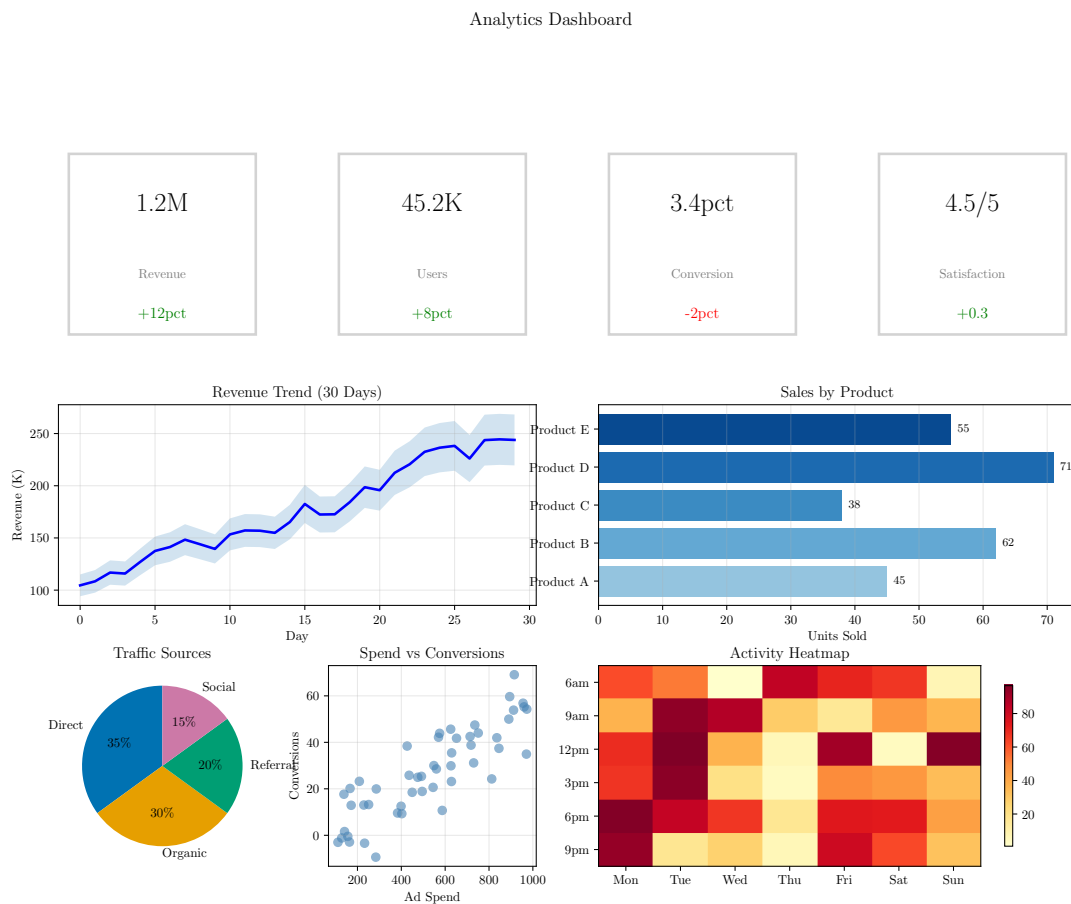 Analytics Dashboard
1.2M
Revenue
+12pct
45.2K
Users
+8pct
3.4pct
Conversion
-2pct
4.5/5
Satisfaction
+0.3
Revenue Trend (30 Days)
Revenue (K)
250
200
150
100
0 5 10 15 20 25 30
Day
Sales by Product
Product E 55
Product D 71
Product C 38
Product B 62
Product A 45
0 10 20 30 40 50 60 70
Units Sold
Traffic Sources
Social
15%
Direct
35%
Referral
20%
30%
Organic
Spend vs Conversions
Conversions
60
40
20
0
200 400 600 800 1000
Ad Spend
Activity Heatmap
6am
9am
12pm
3pm
6pm
9pm
Mon Tue Wed Thu Fri Sat Sun
80
60
40
20